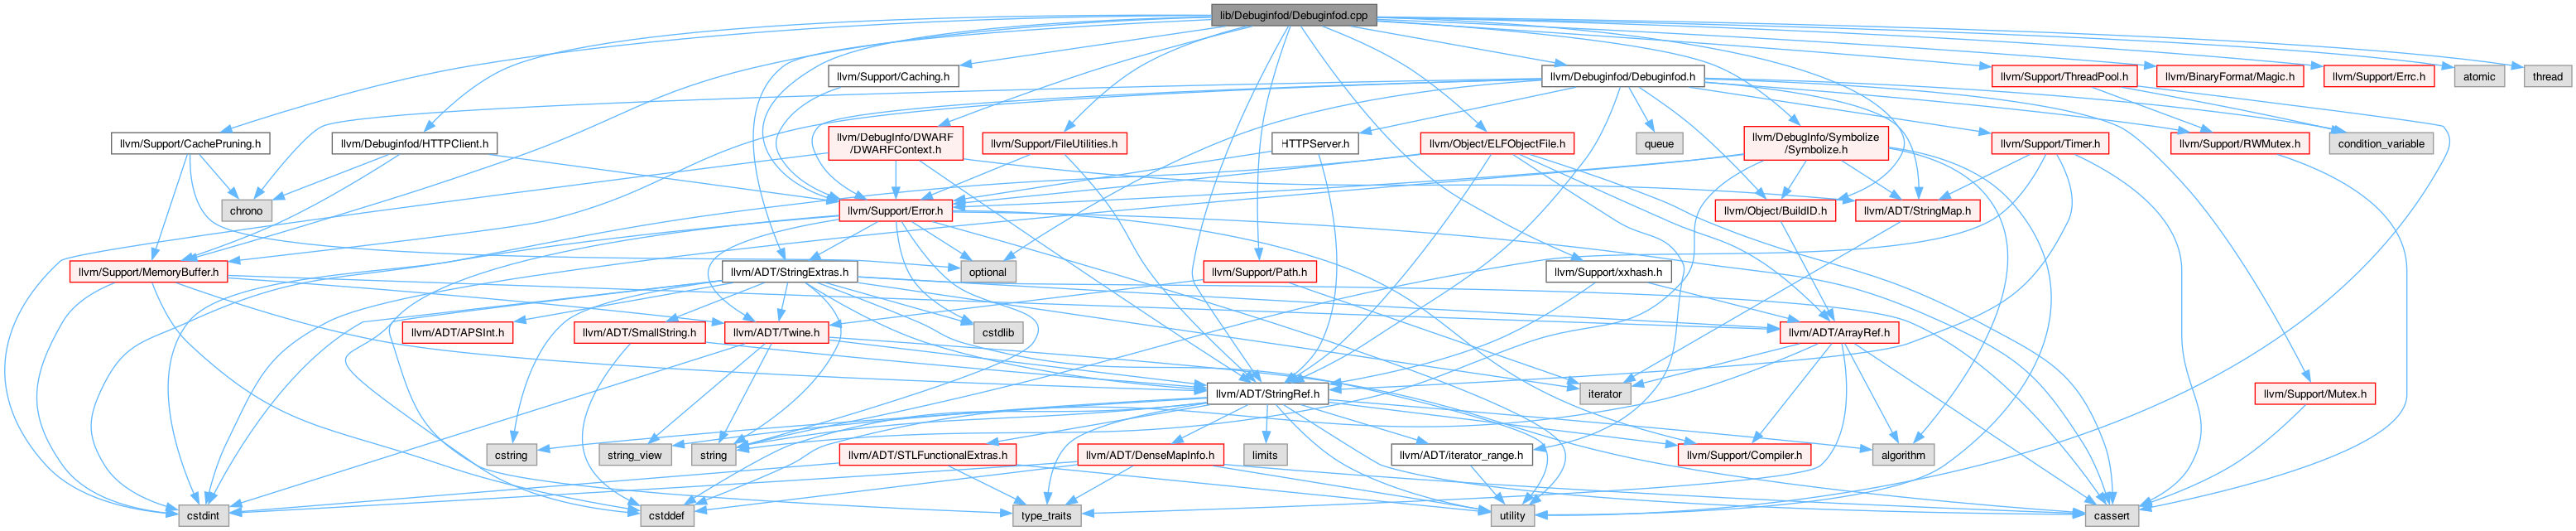 lib/Debuginfod/Debuginfod.cpp
llvm/Support/Caching.h
llvm/Debuginfod/Debuginfod.h
llvm/Support/ThreadPool.h
llvm/BinaryFormat/Magic.h
llvm/Support/Errc.h
atomic
thread
llvm/Support/CachePruning.h
llvm/Debuginfod/HTTPClient.h
llvm/DebugInfo/DWARF
/DWARFContext.h
llvm/Support/FileUtilities.h
HTTPServer.h
llvm/Object/ELFObjectFile.h
queue
llvm/DebugInfo/Symbolize
/Symbolize.h
llvm/Support/Timer.h
llvm/Support/RWMutex.h
condition_variable
chrono
llvm/Support/Error.h
llvm/Object/BuildID.h
llvm/ADT/StringMap.h
llvm/Support/MemoryBuffer.h
llvm/ADT/StringExtras.h
optional
llvm/Support/Path.h
llvm/Support/xxhash.h
llvm/ADT/APSInt.h
llvm/ADT/SmallString.h
llvm/ADT/Twine.h
cstdlib
llvm/ADT/ArrayRef.h
llvm/ADT/StringRef.h
iterator
llvm/Support/Mutex.h
cstring
string_view
string
llvm/ADT/STLFunctionalExtras.h
llvm/ADT/DenseMapInfo.h
limits
llvm/ADT/iterator_range.h
llvm/Support/Compiler.h
algorithm
cstdint
cstddef
type_traits
utility
cassert